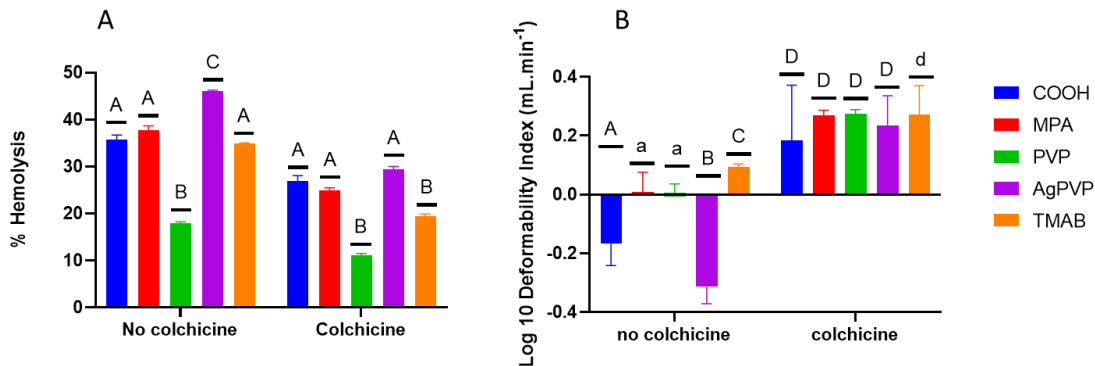 A
% Hemolysis
50
40
30
20
10
0
A
A
B
C
A
A
A
B
A
B
No colchicine
Colchicine
B
Log 10 Deformability Index (mL.min⁻¹)
0.4
0.2
0.0
-0.2
-0.4
A
a
a
B
C
D
D
D
D
d
no colchicine
colchicine
COOH
MPA
PVP
AgPVP
TMAB